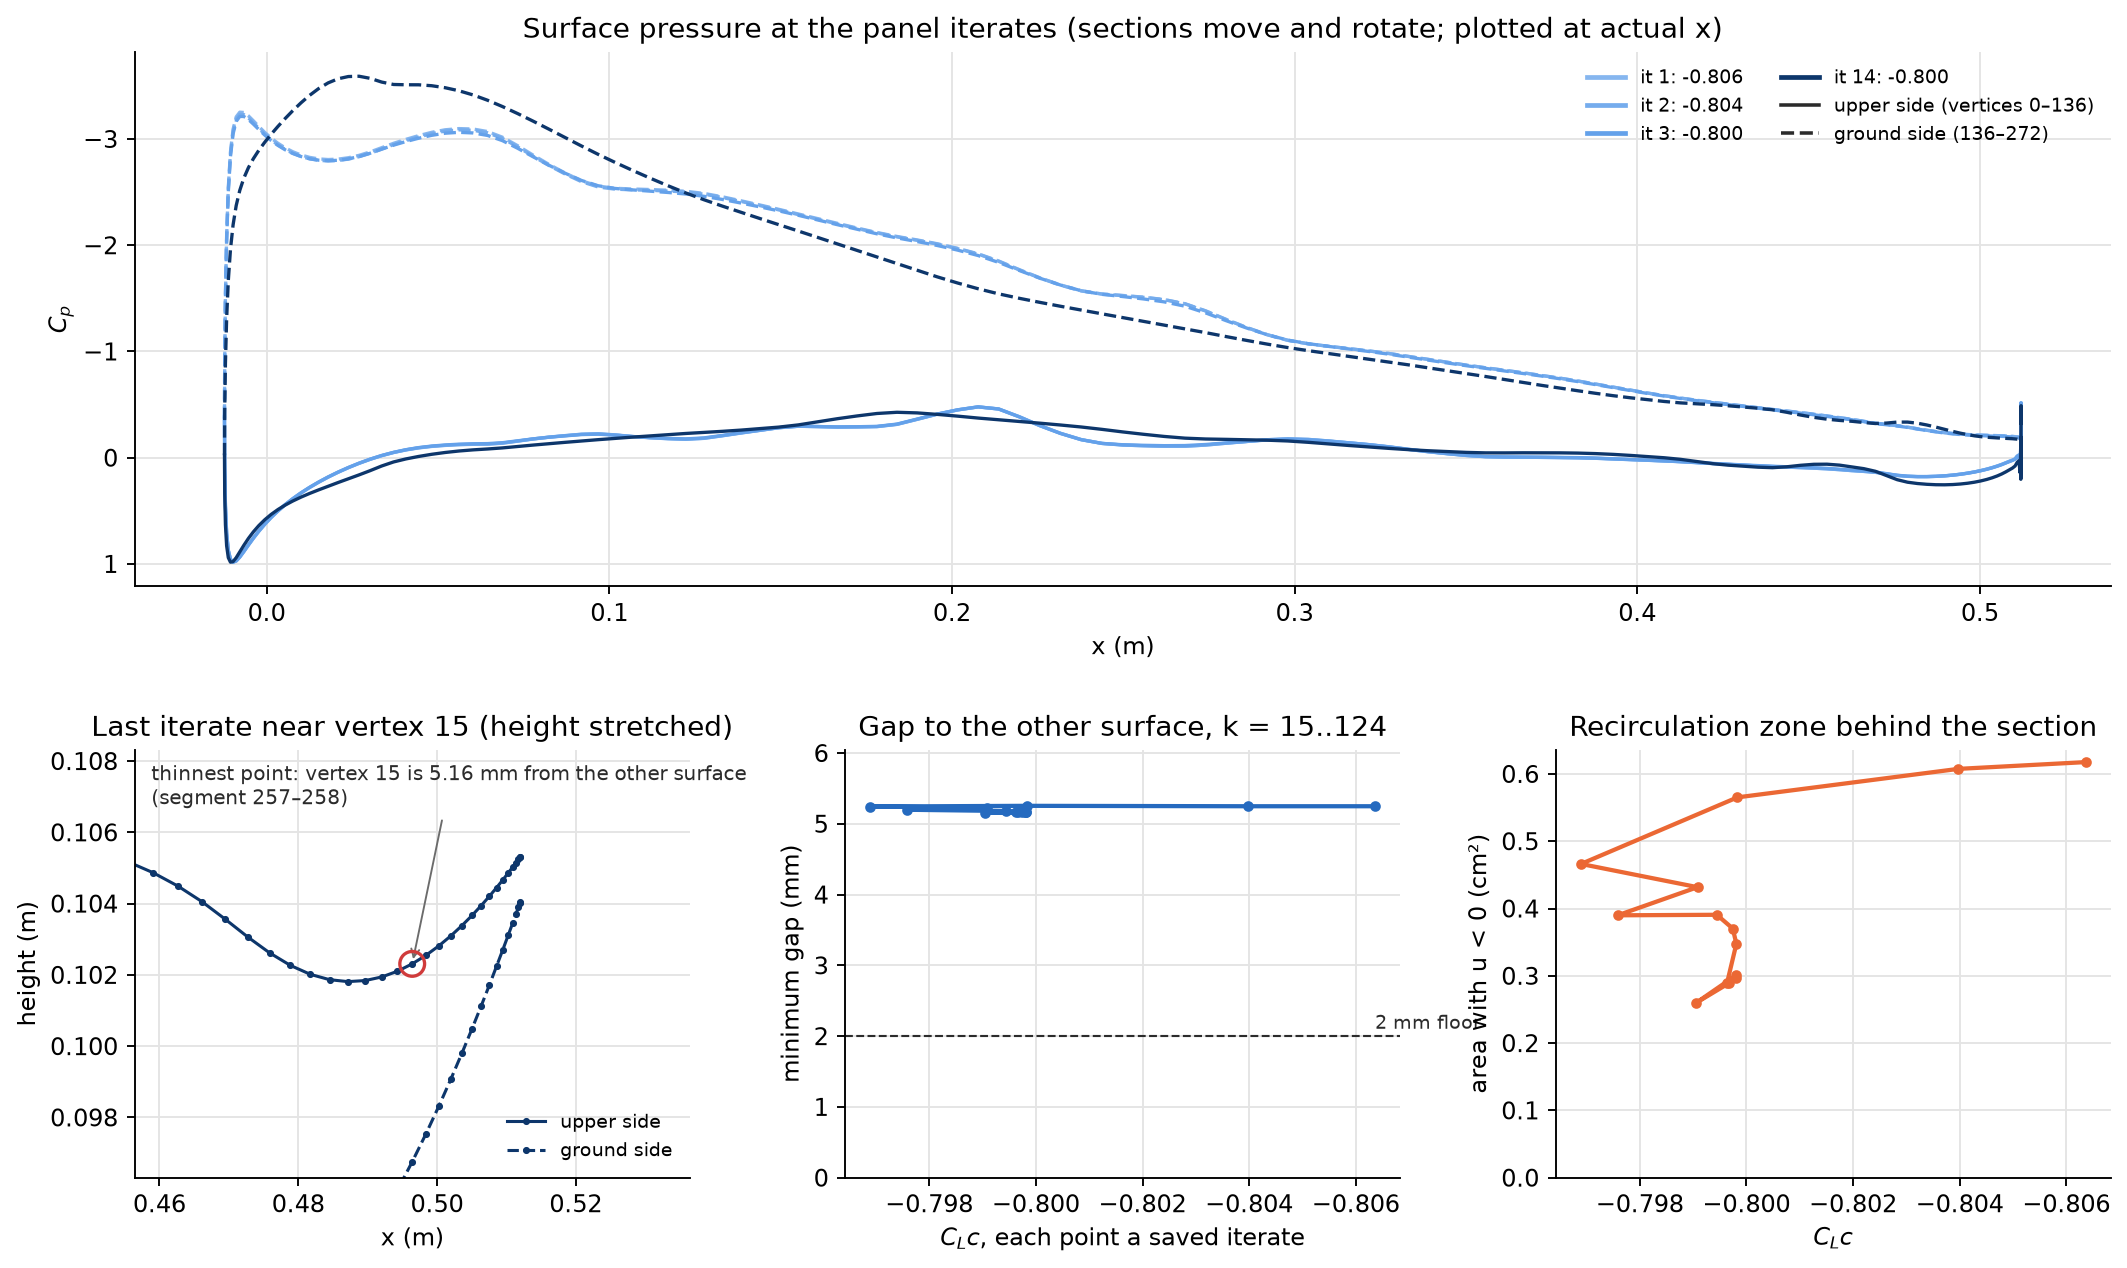 Surface pressure at the panel iterates (sections move and rotate; plotted at actual x)
it 1: -0.806
it 2: -0.804
it 3: -0.800
it 14: -0.800
upper side (vertices 0–136)
ground side (136–272)
−3
−2
−1
0
1
Cp
0.0 0.1 0.2 0.3 0.4 0.5
x (m)
Last iterate near vertex 15 (height stretched)
thinnest point: vertex 15 is 5.16 mm from the other surface
(segment 257–258)
0.108
0.106
0.104
0.102
0.100
0.098
height (m)
upper side
ground side
0.46 0.48 0.50 0.52
x (m)
Gap to the other surface, k = 15..124
6
5
4
3
2
1
0
minimum gap (mm)
2 mm floor
−0.798 −0.800 −0.802 −0.804 −0.806
CLc, each point a saved iterate
Recirculation zone behind the section
0.6
0.5
0.4
0.3
0.2
0.1
0.0
area with u < 0 (cm²)
−0.798 −0.800 −0.802 −0.804 −0.806
CLc